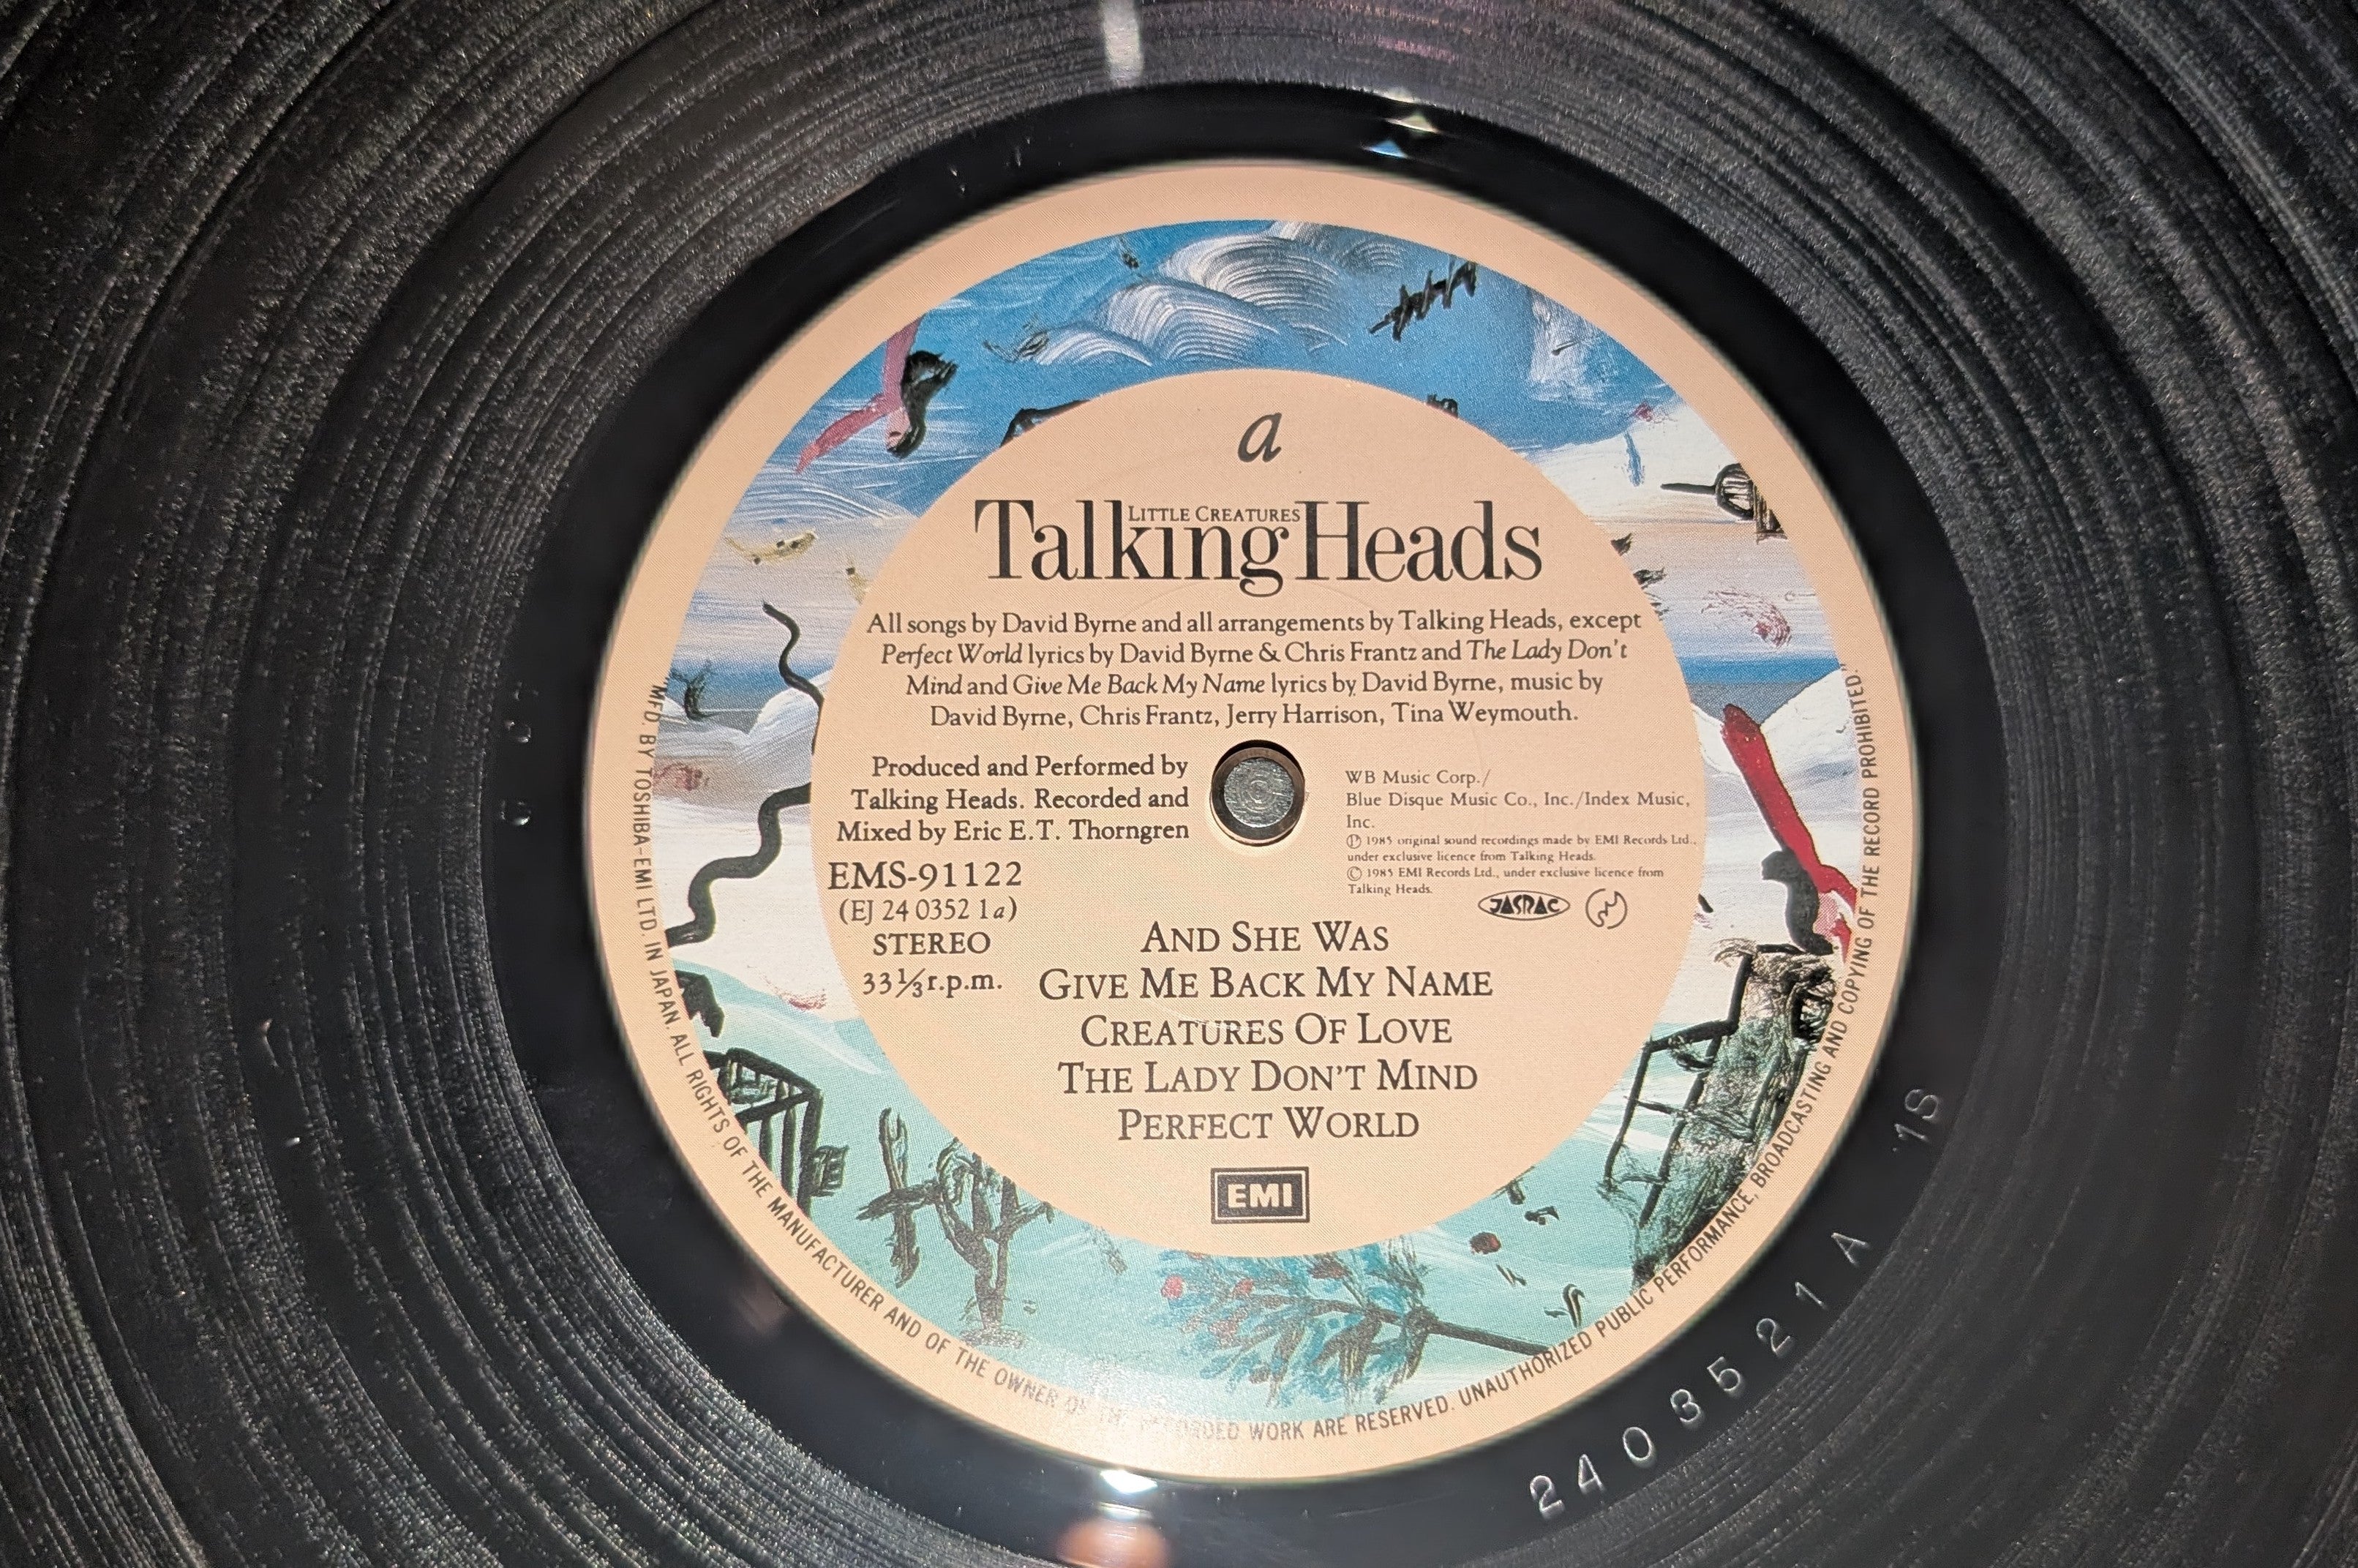 a
LITTLE CREATURES
Talking Heads
All songs by David Byrne and all arrangements by Talking Heads, except
Perfect World lyrics by David Byrne & Chris Frantz and The Lady Don't
Mind and Give Me Back My Name lyrics by David Byrne, music by
David Byrne, Chris Frantz, Jerry Harrison, Tina Weymouth.
Produced and Performed by
Talking Heads. Recorded and
Mixed by Eric E.T. Thorngren
EMS-91122
(EJ 24 0352 1a)
STEREO
33⅓r.p.m.
WB Music Corp./
Blue Disque Music Co., Inc./Index Music,
Inc.
Ⓟ 1985 original sound recordings made by EMI Records Ltd.,
under exclusive licence from Talking Heads.
© 1985 EMI Records Ltd., under exclusive licence from
Talking Heads.
JASRAC
AND SHE WAS
GIVE ME BACK MY NAME
CREATURES OF LOVE
THE LADY DON'T MIND
PERFECT WORLD
EMI
"MFD. BY TOSHIBA-EMI LTD. IN JAPAN. ALL RIGHTS OF THE MANUFACTURER AND OF THE OWNER OF THE RECORDED WORK ARE RESERVED. UNAUTHORIZED PUBLIC PERFORMANCE, BROADCASTING AND COPYING OF THE RECORD PROHIBITED."
2403521 A 1S